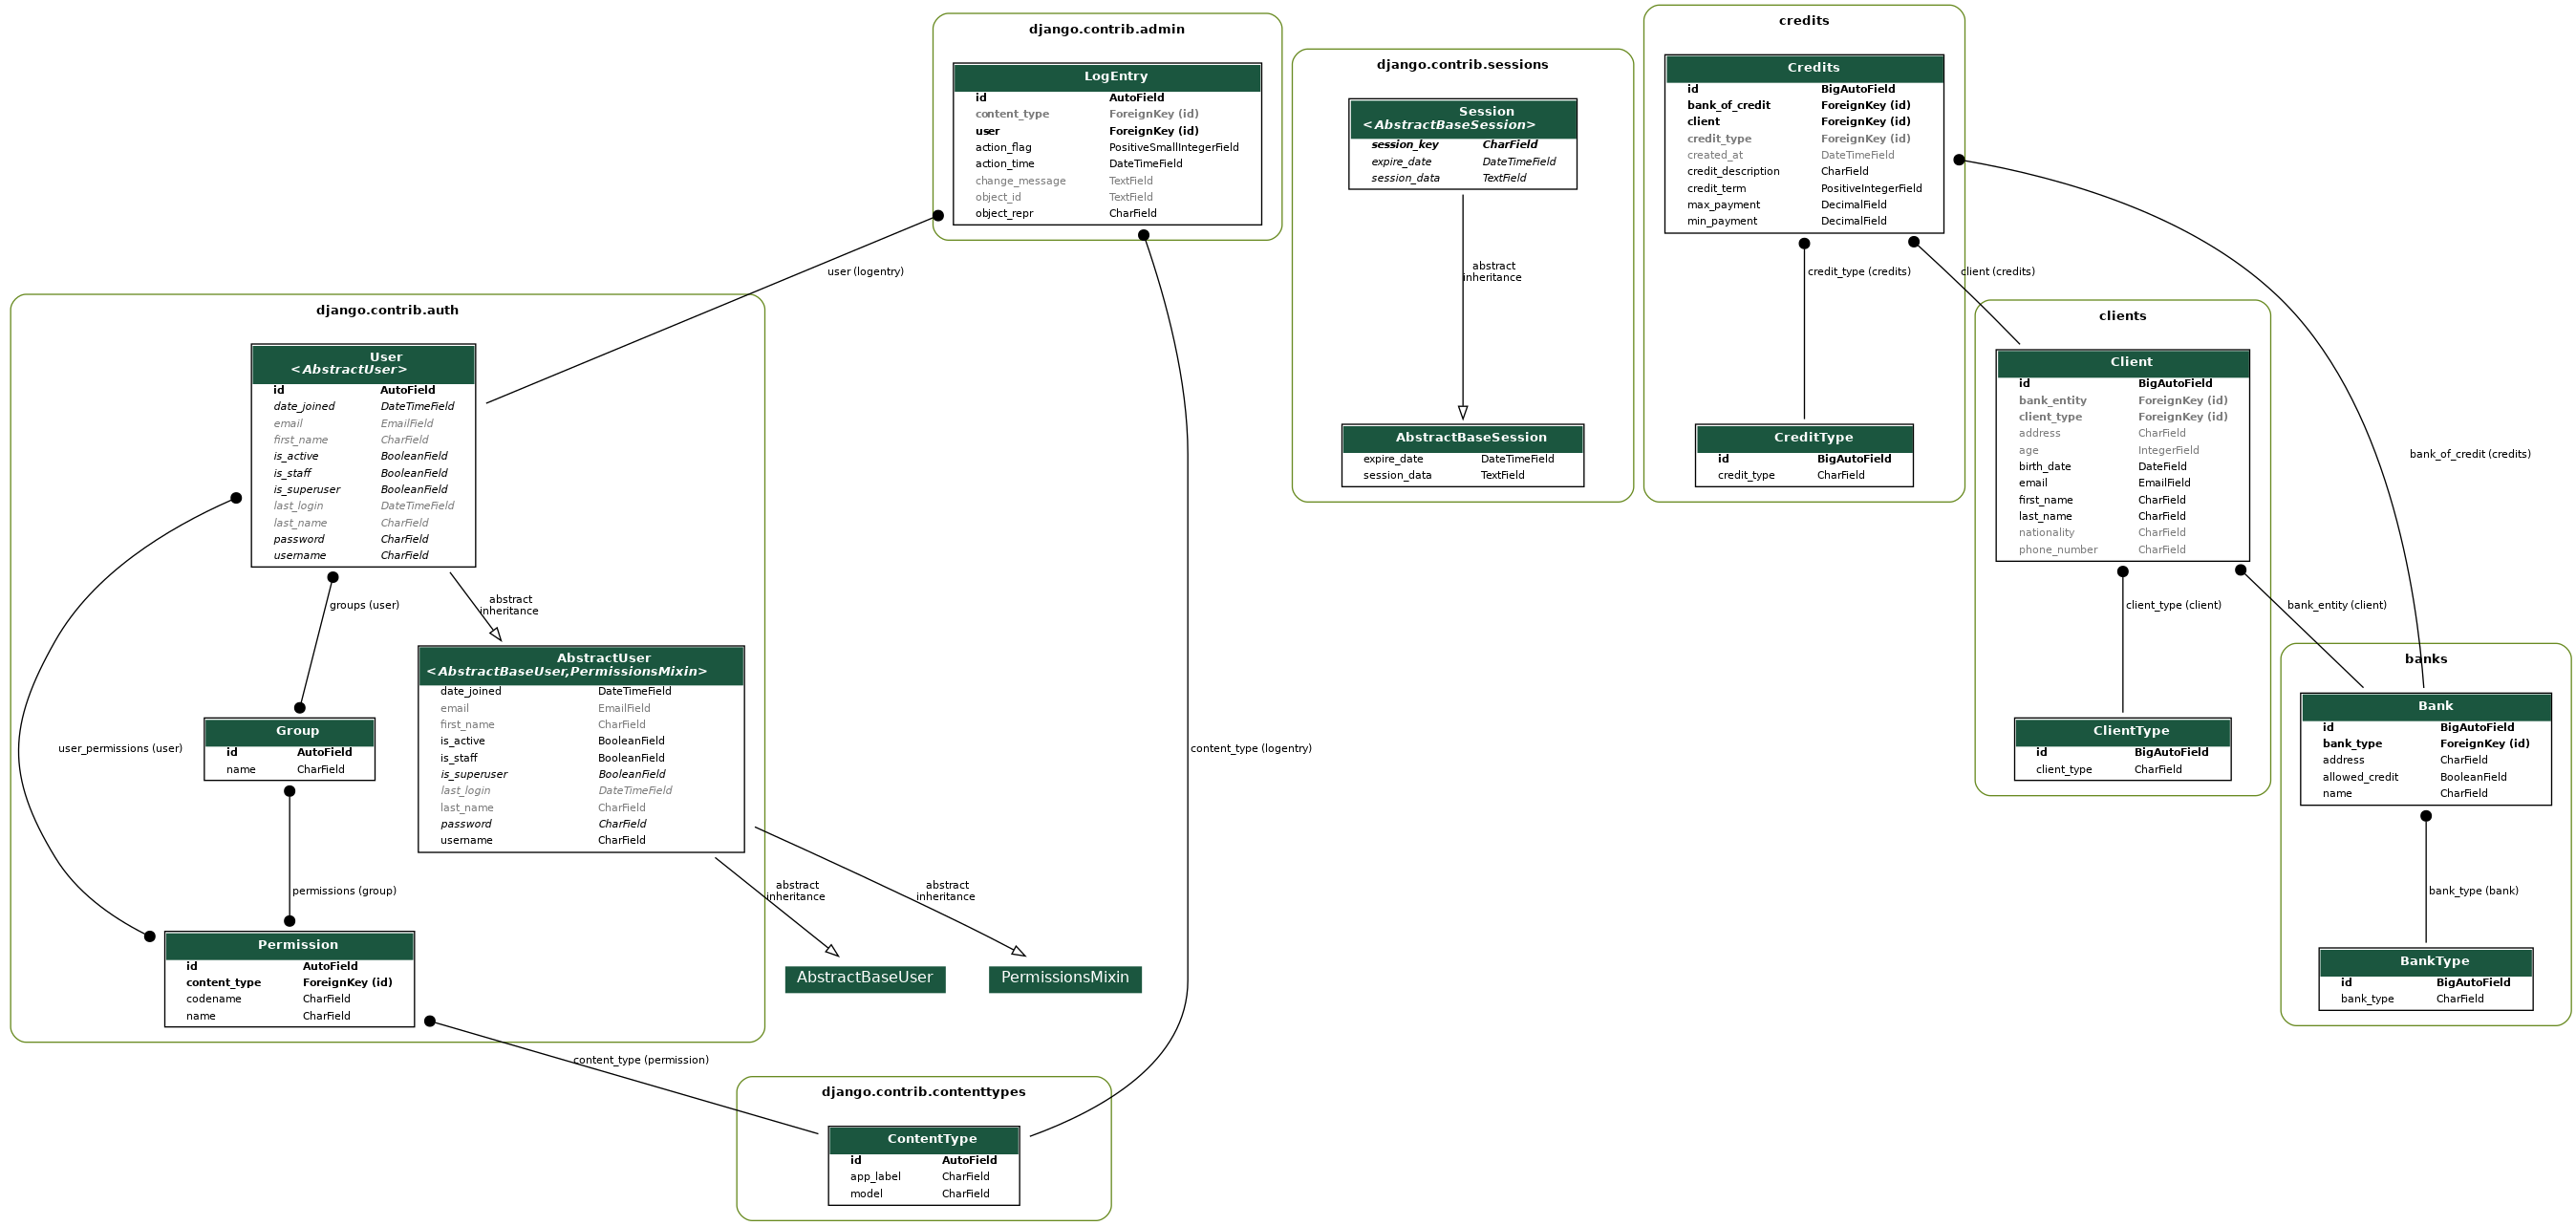 django.contrib.admin
LogEntry
id AutoField
content_type ForeignKey (id)
user ForeignKey (id)
action_flag PositiveSmallIntegerField
action_time DateTimeField
change_message TextField
object_id TextField
object_repr CharField
django.contrib.sessions
Session
<AbstractBaseSession>
session_key CharField
expire_date DateTimeField
session_data TextField
abstract
inheritance
AbstractBaseSession
expire_date DateTimeField
session_data TextField
credits
Credits
id BigAutoField
bank_of_credit ForeignKey (id)
client ForeignKey (id)
credit_type ForeignKey (id)
created_at DateTimeField
credit_description CharField
credit_term PositiveIntegerField
max_payment DecimalField
min_payment DecimalField
credit_type (credits)
client (credits)
CreditType
id BigAutoField
credit_type CharField
user (logentry)
django.contrib.auth
User
<AbstractUser>
id AutoField
date_joined DateTimeField
email EmailField
first_name CharField
is_active BooleanField
is_staff BooleanField
is_superuser BooleanField
last_login DateTimeField
last_name CharField
password CharField
username CharField
groups (user)
abstract
inheritance
AbstractUser
<AbstractBaseUser,PermissionsMixin>
date_joined DateTimeField
email EmailField
first_name CharField
is_active BooleanField
is_staff BooleanField
is_superuser BooleanField
last_login DateTimeField
last_name CharField
password CharField
username CharField
Group
id AutoField
name CharField
user_permissions (user)
permissions (group)
abstract
inheritance
abstract
inheritance
Permission
id AutoField
content_type ForeignKey (id)
codename CharField
name CharField
AbstractBaseUser
PermissionsMixin
content_type (logentry)
content_type (permission)
django.contrib.contenttypes
ContentType
id AutoField
app_label CharField
model CharField
clients
Client
id BigAutoField
bank_entity ForeignKey (id)
client_type ForeignKey (id)
address CharField
age IntegerField
birth_date DateField
email EmailField
first_name CharField
last_name CharField
nationality CharField
phone_number CharField
client_type (client)
bank_entity (client)
bank_of_credit (credits)
ClientType
id BigAutoField
client_type CharField
banks
Bank
id BigAutoField
bank_type ForeignKey (id)
address CharField
allowed_credit BooleanField
name CharField
bank_type (bank)
BankType
id BigAutoField
bank_type CharField